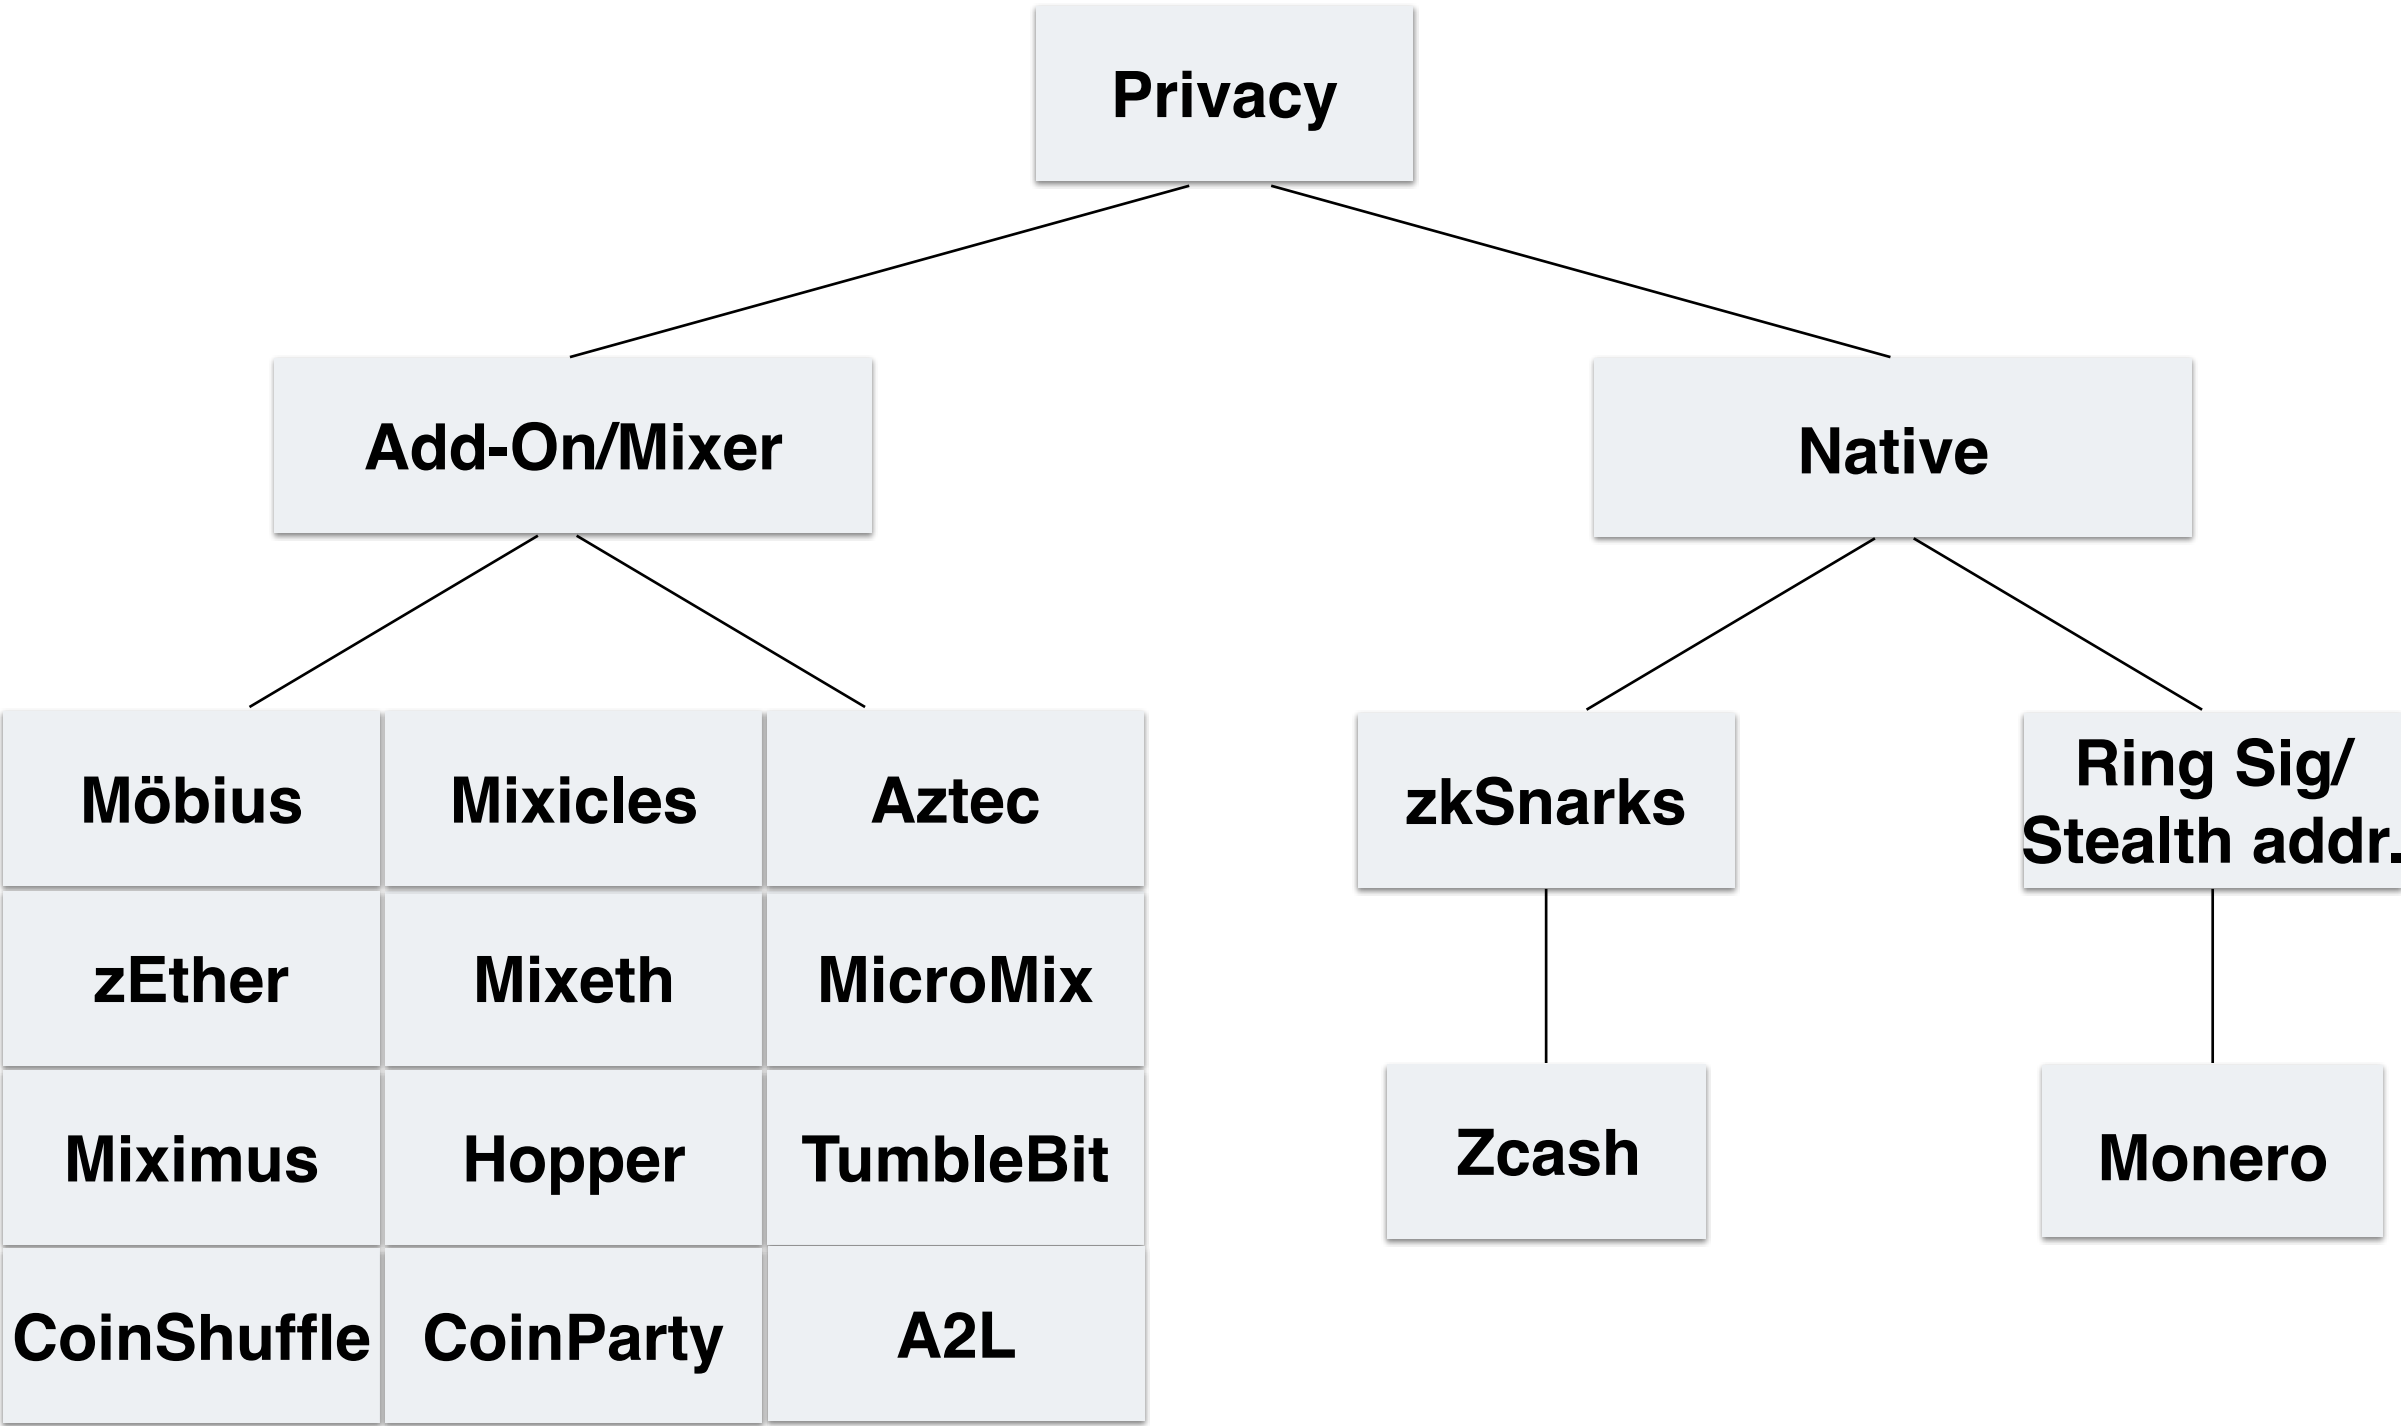 Privacy
Add-On/Mixer
Native
Möbius
Mixicles
Aztec
zkSnarks
Ring Sig/
Stealth addr.
zEther
Mixeth
MicroMix
Miximus
Hopper
TumbleBit
Zcash
Monero
CoinShuffle
CoinParty
A2L